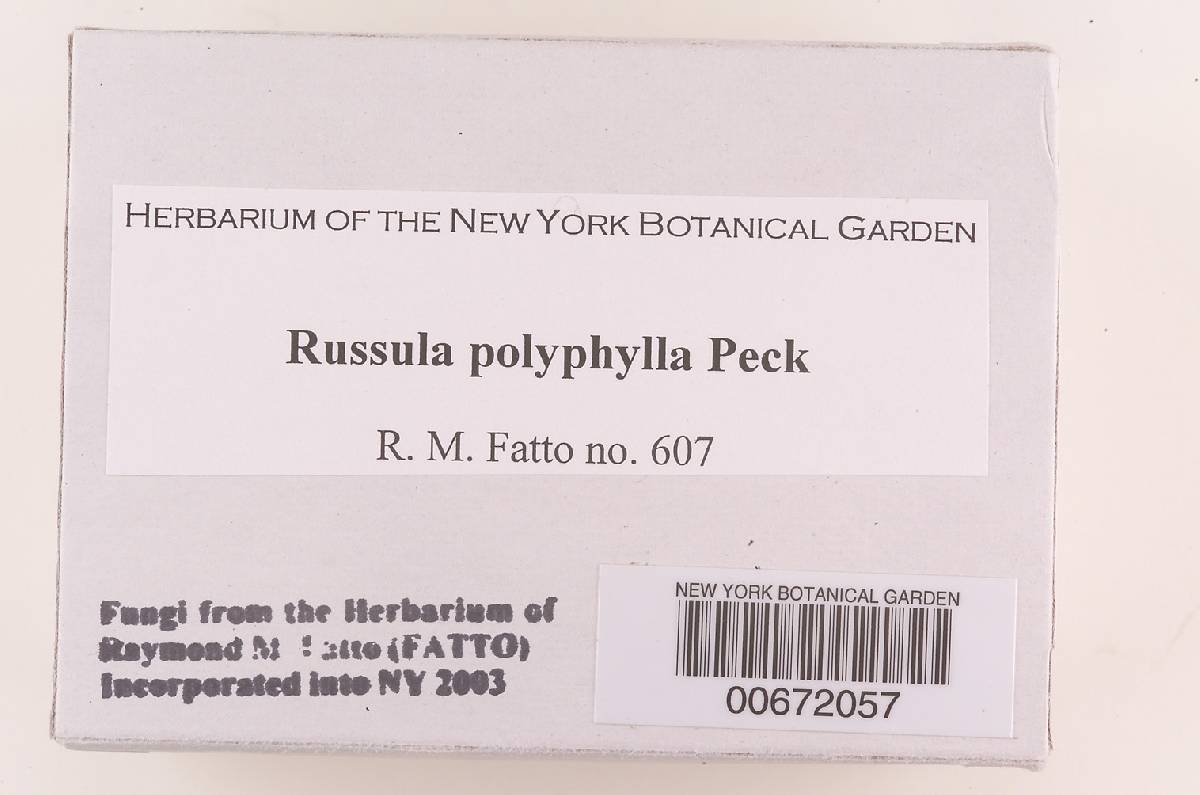 HERBARIUM OF THE NEW YORK BOTANICAL GARDEN
Russula polyphylla Peck
R. M. Fatto no. 607
Fungi from the Herbarium of
Raymond M. Fatto (FATTO)
Incorporated into NY 2003
NEW YORK BOTANICAL GARDEN
00672057